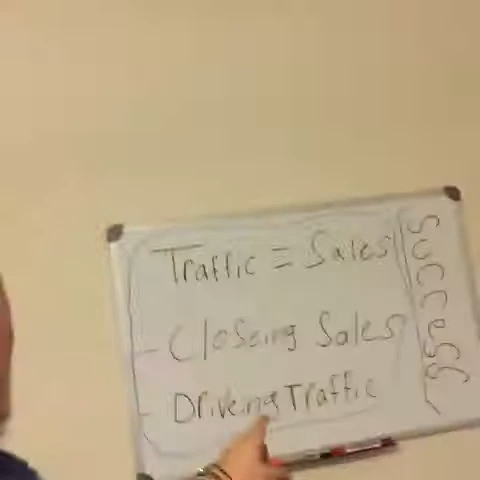 Traffic = Sales
- Closeing Sales
- Driveing Traffic
Success